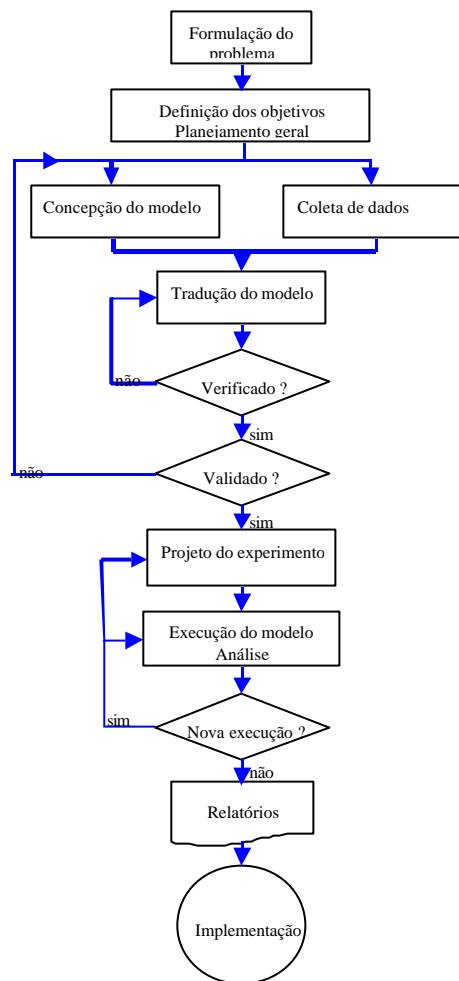 Formulação do
problema
Definição dos objetivos
Planejamento geral
Concepção do modelo
Coleta de dados
Tradução do modelo
não
Verificado ?
sim
não
Validado ?
sim
Projeto do experimento
Execução do modelo
Análise
sim
Nova execução ?
não
Relatórios
Implementação